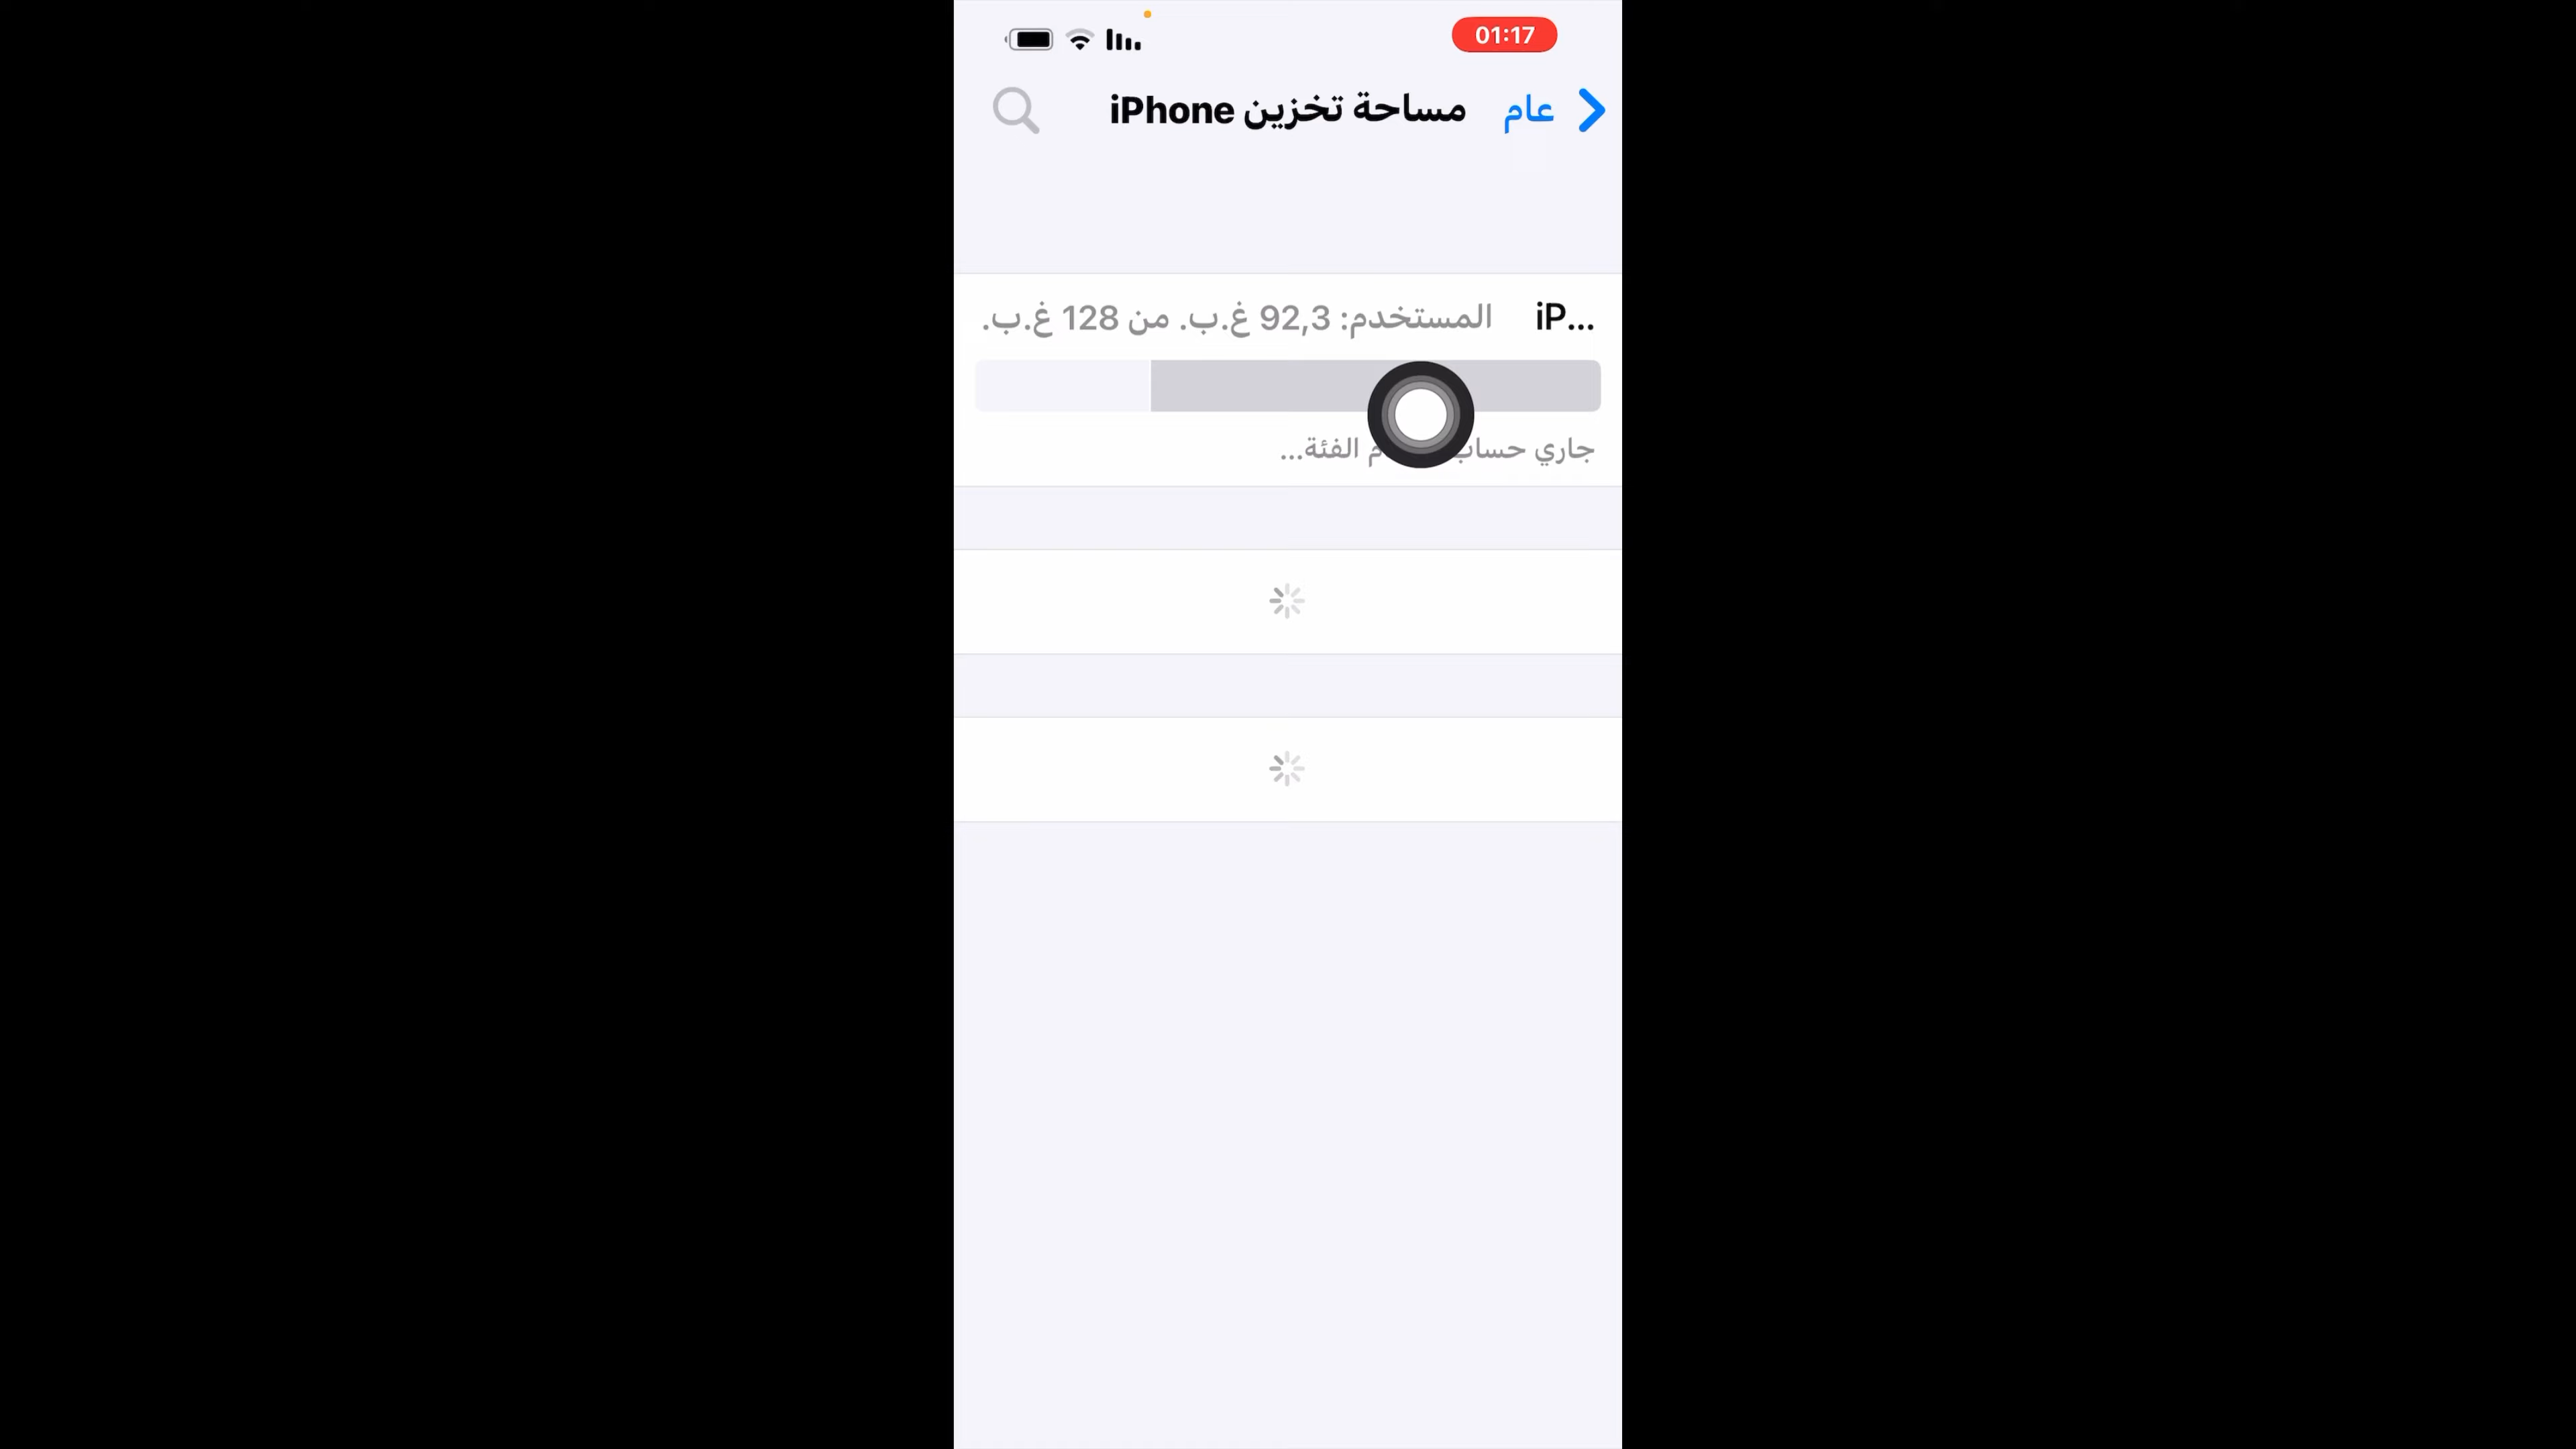 01:17
عام
مساحة تخزين iPhone
iP...
المستخدم: 92,3 غ.ب. من 128 غ.ب.
جاري حساب الفئة...